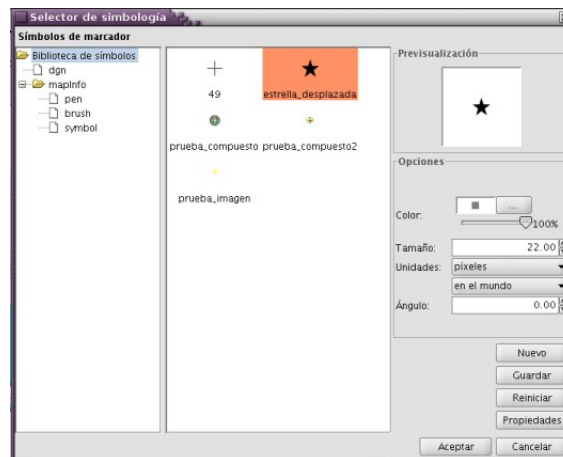 Selector de simbología
Símbolos de marcador
Biblioteca de símbolos
dgn
mapInfo
pen
brush
symbol
49
estrella_desplazada
prueba_compuesto
prueba_compuesto2
prueba_imagen
Previsualización
Opciones
Color:
...
100%
Tamaño:
22.00
Unidades:
píxeles
en el mundo
Ángulo:
0.00
Nuevo
Guardar
Reiniciar
Propiedades
Aceptar
Cancelar